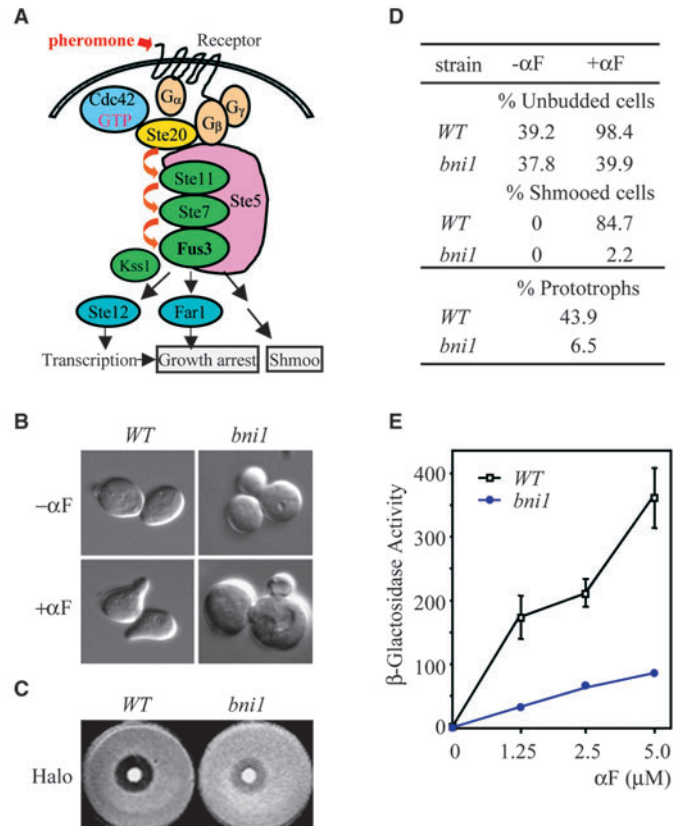 A
pheromone
Receptor
Cdc42
GTP
Gα
Gγ
Gβ
Ste20
Ste11
Ste5
Ste7
Fus3
Kss1
Ste12
Far1
Transcription
Growth arrest
Shmoo
B
WT
bni1
−αF
+αF
C
WT
bni1
Halo
D
strain -αF +αF
% Unbudded cells
WT 39.2 98.4
bni1 37.8 39.9
% Shmooed cells
WT 0 84.7
bni1 0 2.2
% Prototrophs
WT 43.9
bni1 6.5
E
400
300
200
100
0
β-Glactosidase Activity
WT
bni1
0 1.25 2.5 5.0
αF (μM)